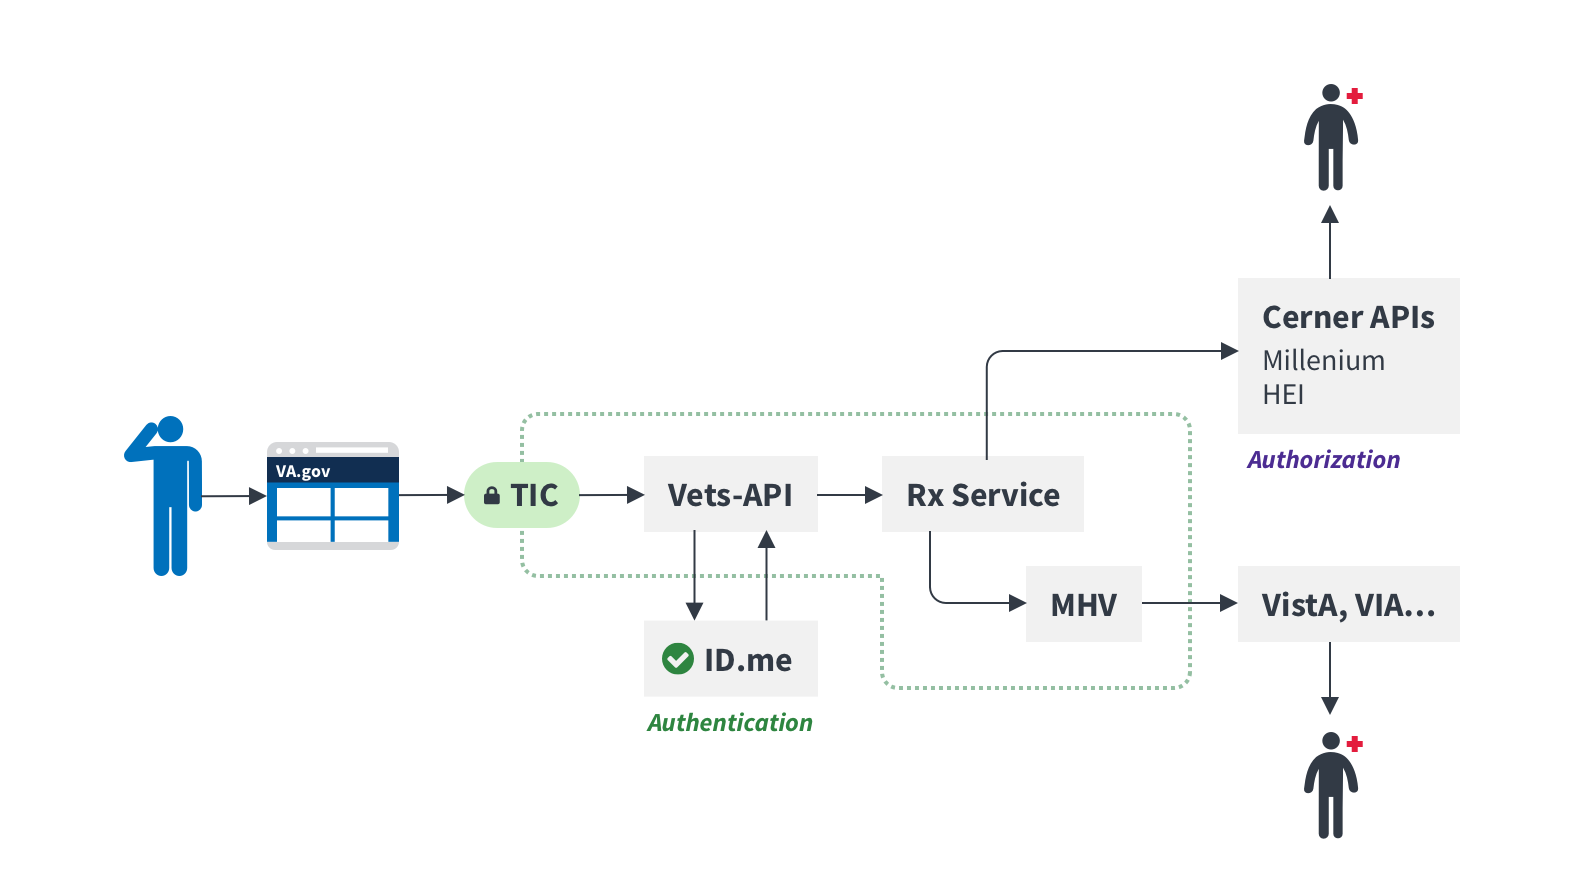 VA.gov
TIC
Vets-API
Rx Service
Cerner APIs
Millenium
HEI
Authorization
MHV
VistA, VIA...
ID.me
Authentication